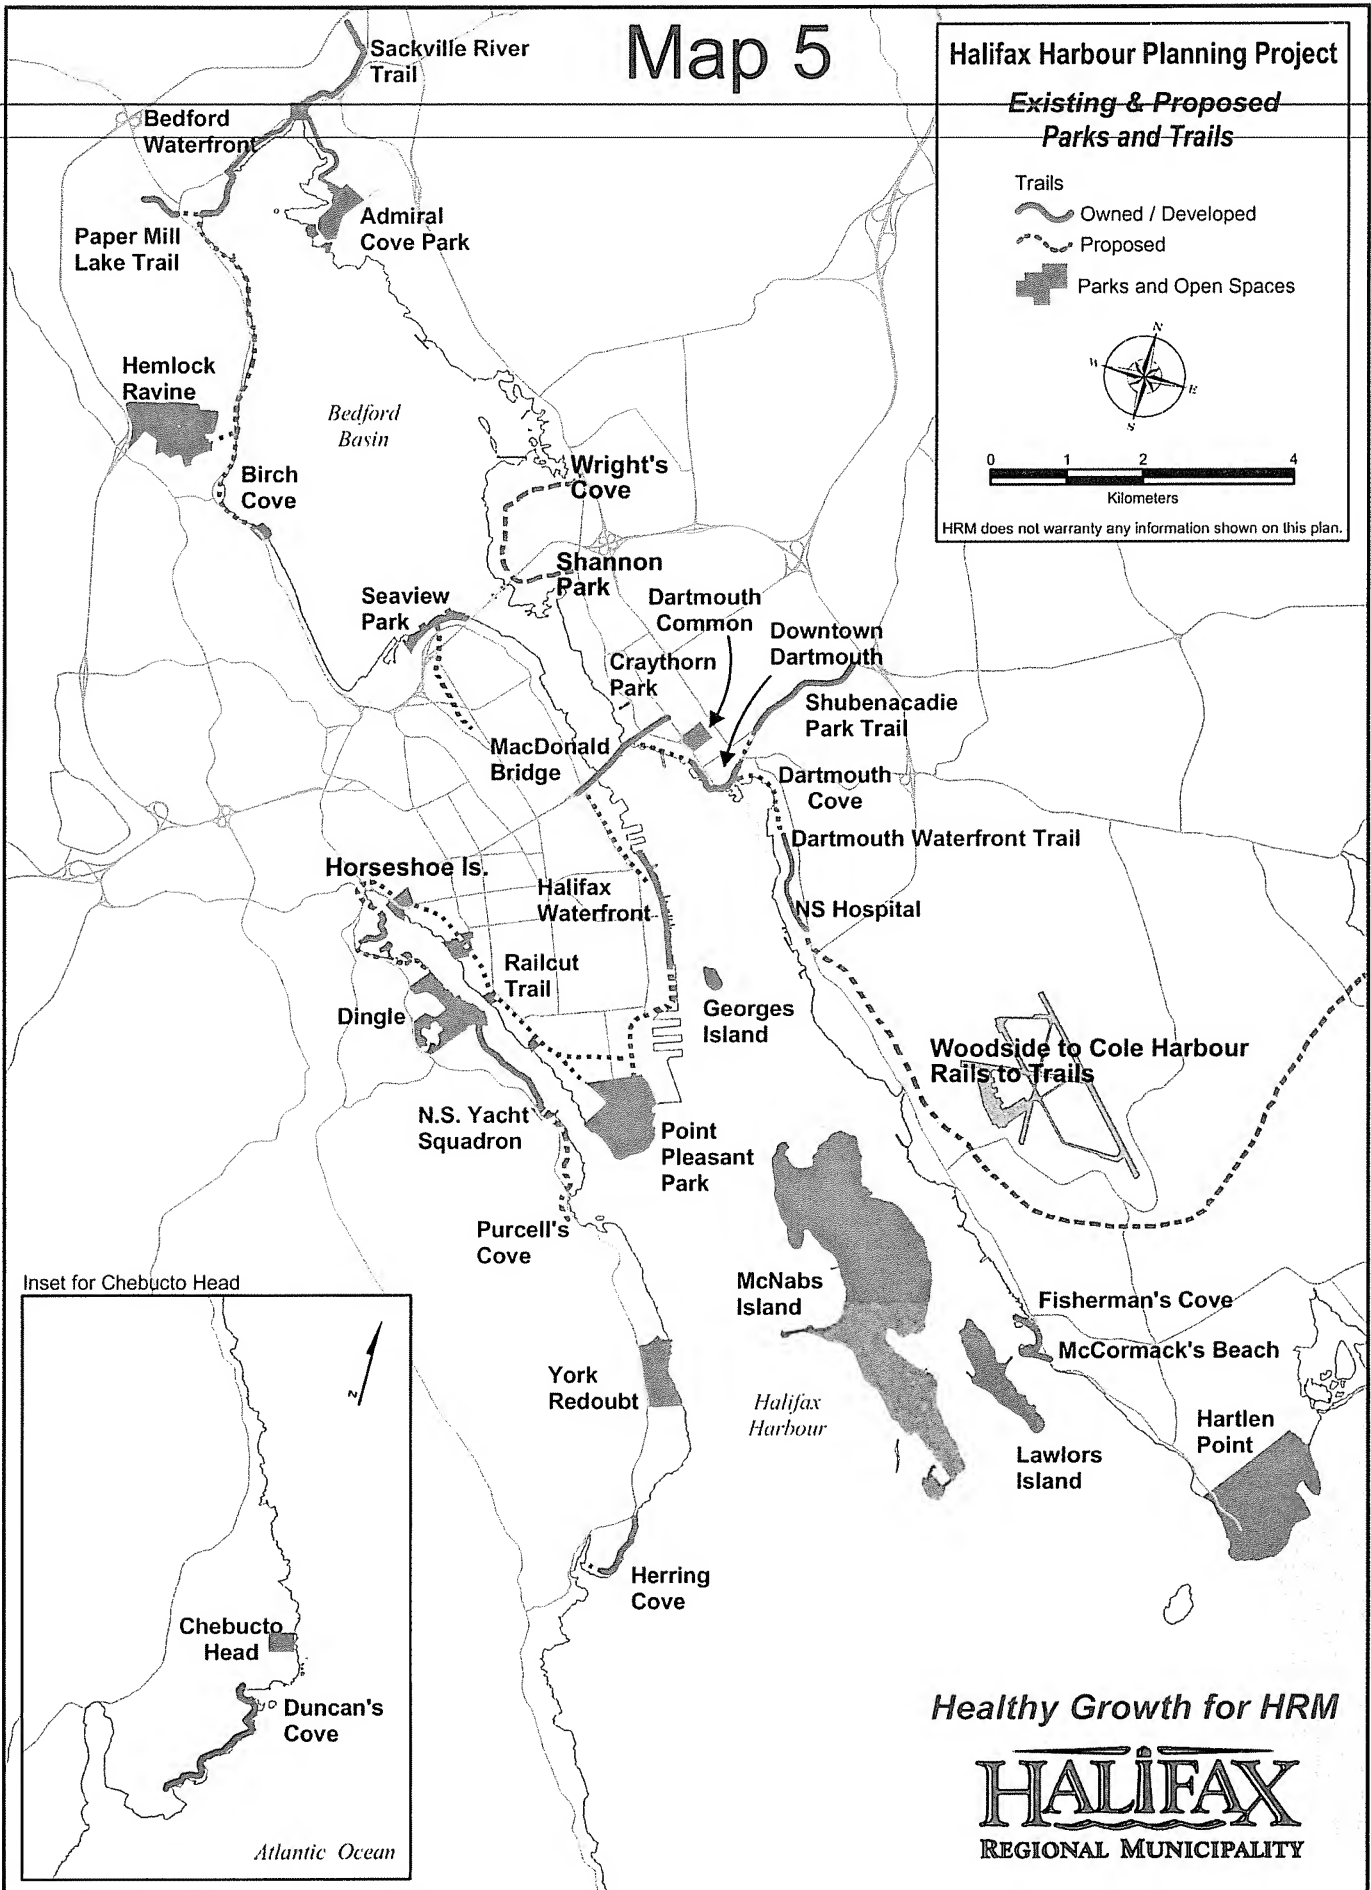 Map 5
Halifax Harbour Planning Project
Existing & Proposed
Parks and Trails
Trails
Owned / Developed
Proposed
Parks and Open Spaces
N
W
E
S
0 1 2 4
Kilometers
HRM does not warranty any information shown on this plan.
Sackville River
Trail
Bedford
Waterfront
Admiral
Cove Park
Paper Mill
Lake Trail
Hemlock
Ravine
Bedford
Basin
Birch
Cove
Wright's
Cove
Shannon
Park
Seaview
Park
Dartmouth
Common
Downtown
Dartmouth
Craythorn
Park
Shubenacadie
Park Trail
MacDonald
Bridge
Dartmouth
Cove
Dartmouth Waterfront Trail
Horseshoe Is.
Halifax
Waterfront
NS Hospital
Railcut
Trail
Dingle
Georges
Island
Woodside to Cole Harbour
Rails to Trails
N.S. Yacht
Squadron
Point
Pleasant
Park
Purcell's
Cove
McNabs
Island
Fisherman's Cove
McCormack's Beach
York
Redoubt
Halifax
Harbour
Hartlen
Point
Lawlors
Island
Herring
Cove
Inset for Chebucto Head
N
Chebucto
Head
Duncan's
Cove
Atlantic Ocean
Healthy Growth for HRM
HALIFAX
REGIONAL MUNICIPALITY